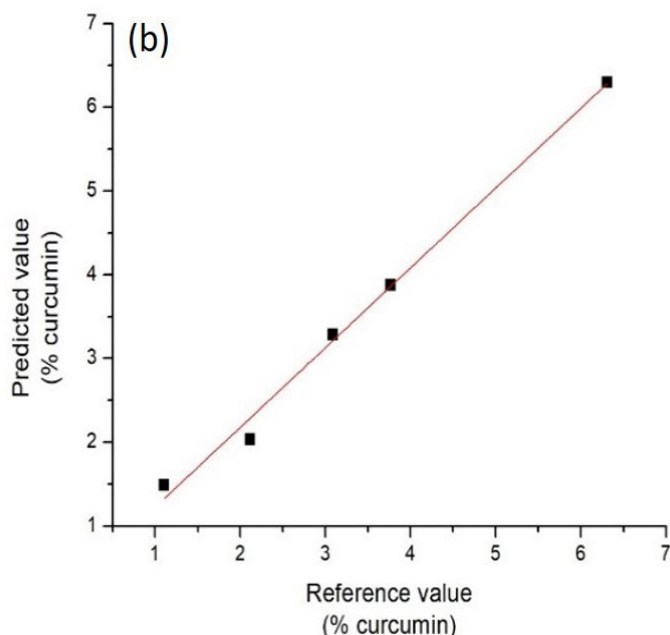 (b)
7
6
5
4
3
2
1
Predicted value
(% curcumin)
1 2 3 4 5 6 7
Reference value
(% curcumin)